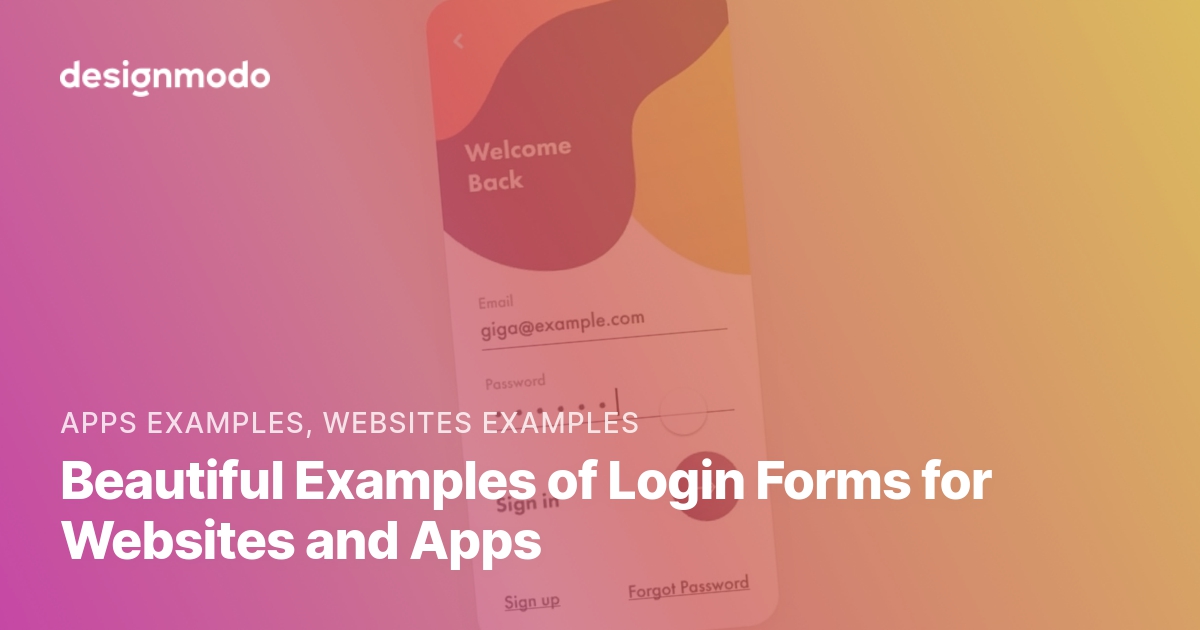 designmodo
Welcome
Back
Email
giga@example.com
Password
APPS EXAMPLES, WEBSITES EXAMPLES
Beautiful Examples of Login Forms for
Websites and Apps
Sign in
Sign up
Forgot Password